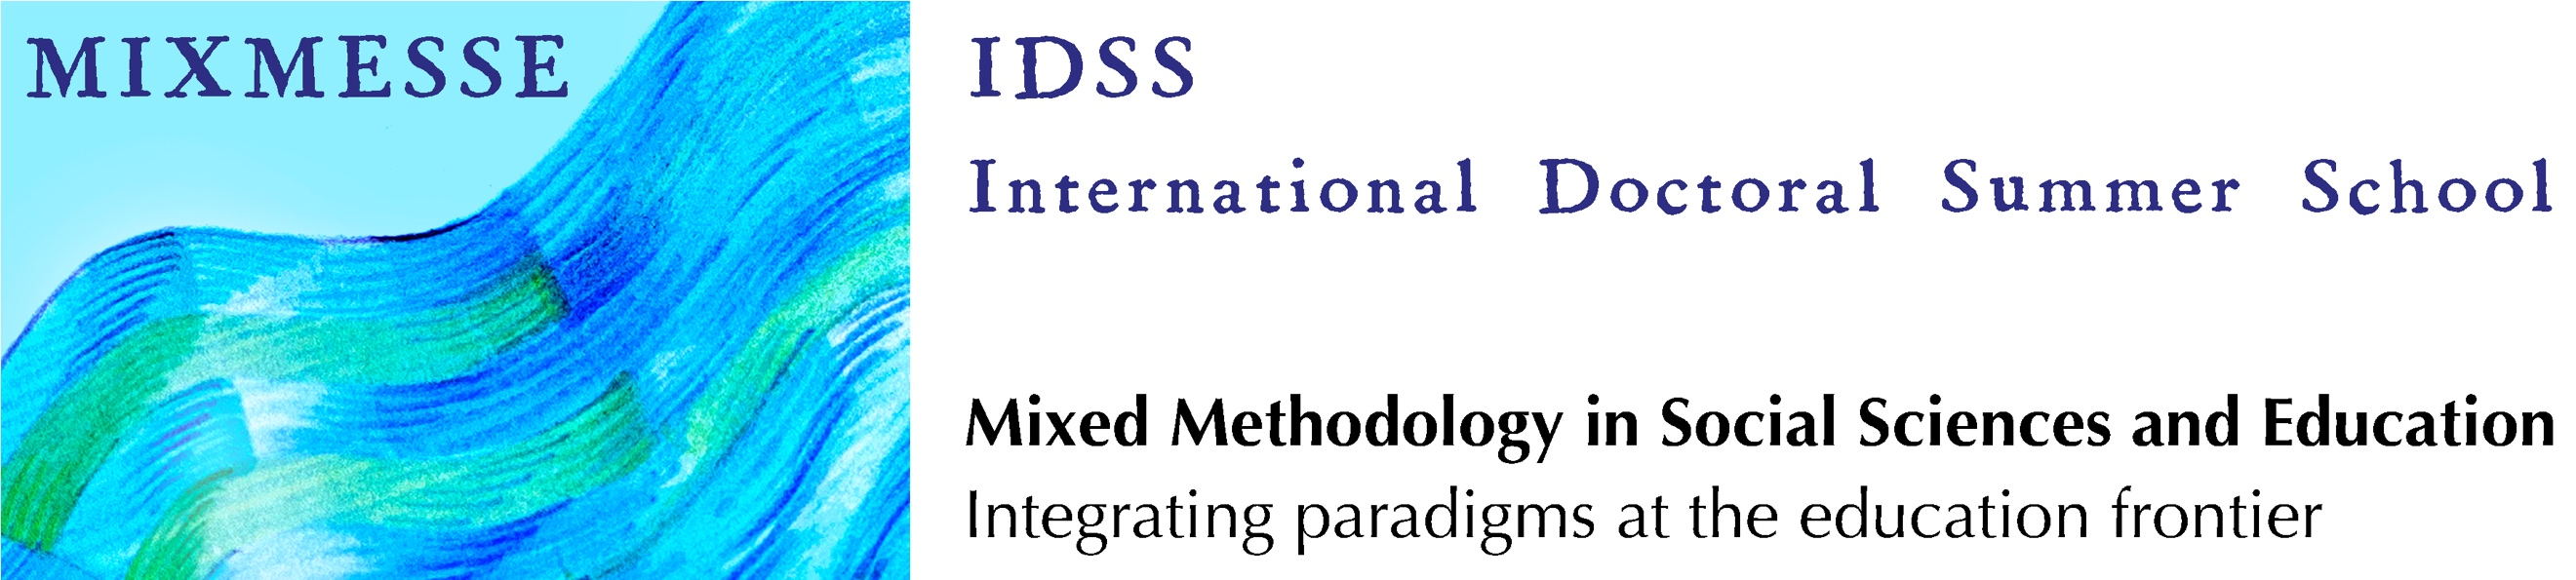 MIXMESSE
IDSS
International Doctoral Summer School
Mixed Methodology in Social Sciences and Education
Integrating paradigms at the education frontier